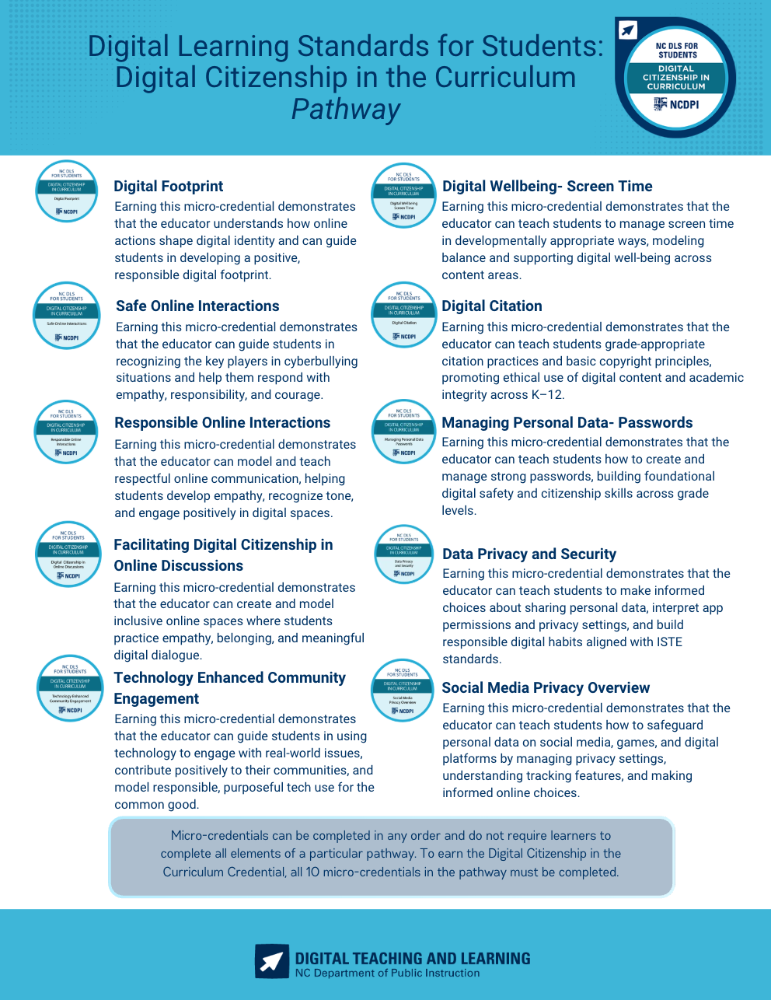 Digital Learning Standards for Students:
Digital Citizenship in the Curriculum
Pathway
NC DLS FOR
STUDENTS
DIGITAL
CITIZENSHIP IN
CURRICULUM
NCDPI
NC DLS
FOR STUDENTS
DIGITAL CITIZENSHIP
IN CURRICULUM
Digital Footprint
NCDPI
Digital Footprint
Earning this micro-credential demonstrates
that the educator understands how online
actions shape digital identity and can guide
students in developing a positive,
responsible digital footprint.
NC DLS
FOR STUDENTS
DIGITAL CITIZENSHIP
IN CURRICULUM
Safe Online Interactions
NCDPI
Safe Online Interactions
Earning this micro-credential demonstrates
that the educator can guide students in
recognizing the key players in cyberbullying
situations and help them respond with
empathy, responsibility, and courage.
NC DLS
FOR STUDENTS
DIGITAL CITIZENSHIP
IN CURRICULUM
Responsible Online
Interactions
NCDPI
Responsible Online Interactions
Earning this micro-credential demonstrates
that the educator can model and teach
respectful online communication, helping
students develop empathy, recognize tone,
and engage positively in digital spaces.
NC DLS
FOR STUDENTS
DIGITAL CITIZENSHIP
IN CURRICULUM
Digital Citizenship in
Online Discussions
NCDPI
Facilitating Digital Citizenship in
Online Discussions
Earning this micro-credential demonstrates
that the educator can create and model
inclusive online spaces where students
practice empathy, belonging, and meaningful
digital dialogue.
NC DLS
FOR STUDENTS
DIGITAL CITIZENSHIP
IN CURRICULUM
Technology Enhanced
Community Engagement
NCDPI
Technology Enhanced Community
Engagement
Earning this micro-credential demonstrates
that the educator can guide students in using
technology to engage with real-world issues,
contribute positively to their communities, and
model responsible, purposeful tech use for the
common good.
NC DLS
FOR STUDENTS
DIGITAL CITIZENSHIP
IN CURRICULUM
Digital Wellbeing
Screen Time
NCDPI
Digital Wellbeing- Screen Time
Earning this micro-credential demonstrates that the
educator can teach students to manage screen time
in developmentally appropriate ways, modeling
balance and supporting digital well-being across
content areas.
NC DLS
FOR STUDENTS
DIGITAL CITIZENSHIP
IN CURRICULUM
Digital Citation
NCDPI
Digital Citation
Earning this micro-credential demonstrates that the
educator can teach students grade-appropriate
citation practices and basic copyright principles,
promoting ethical use of digital content and academic
integrity across K–12.
NC DLS
FOR STUDENTS
DIGITAL CITIZENSHIP
IN CURRICULUM
Managing Personal Data
Passwords
NCDPI
Managing Personal Data- Passwords
Earning this micro-credential demonstrates that the
educator can teach students how to create and
manage strong passwords, building foundational
digital safety and citizenship skills across grade
levels.
NC DLS
FOR STUDENTS
DIGITAL CITIZENSHIP
IN CURRICULUM
Data Privacy
and Security
NCDPI
Data Privacy and Security
Earning this micro-credential demonstrates that the
educator can teach students to make informed
choices about sharing personal data, interpret app
permissions and privacy settings, and build
responsible digital habits aligned with ISTE
standards.
NC DLS
FOR STUDENTS
DIGITAL CITIZENSHIP
IN CURRICULUM
Social Media
Privacy Overview
NCDPI
Social Media Privacy Overview
Earning this micro-credential demonstrates that the
educator can teach students how to safeguard
personal data on social media, games, and digital
platforms by managing privacy settings,
understanding tracking features, and making
informed online choices.
Micro-credentials can be completed in any order and do not require learners to
complete all elements of a particular pathway. To earn the Digital Citizenship in the
Curriculum Credential, all 10 micro-credentials in the pathway must be completed.
DIGITAL TEACHING AND LEARNING
NC Department of Public Instruction